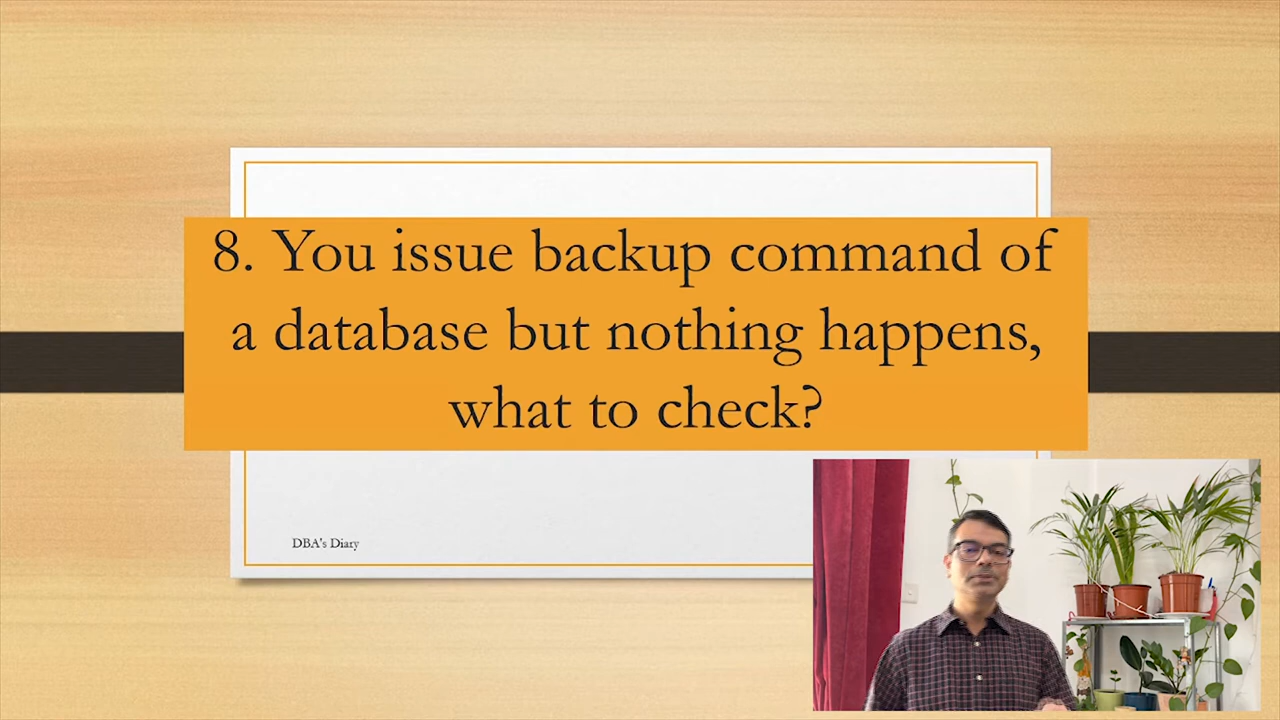 8. You issue backup command of
a database but nothing happens,
what to check?
DBA's Diary